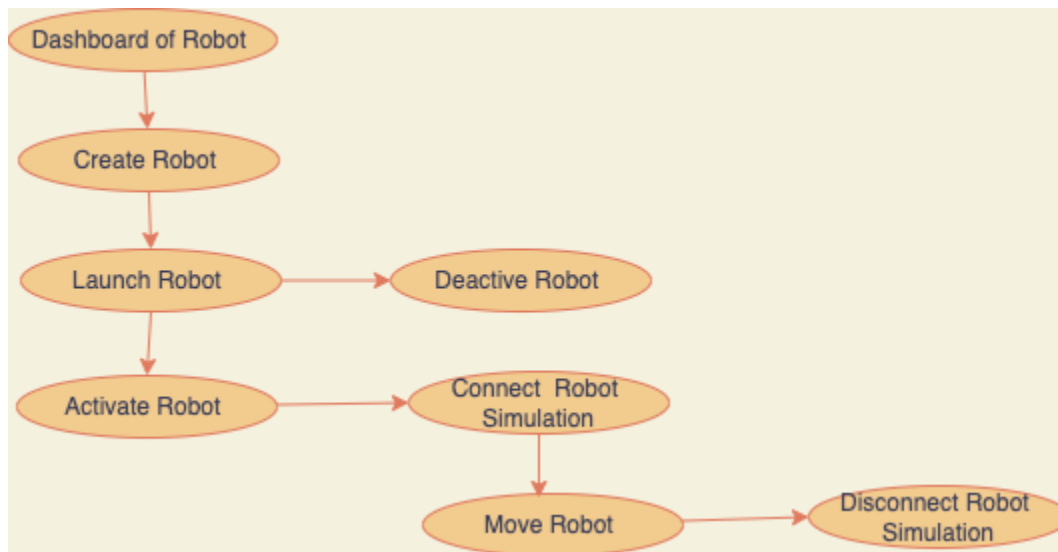 Dashboard of Robot
Create Robot
Launch Robot
Deactive Robot
Activate Robot
Connect Robot
Simulation
Move Robot
Disconnect Robot
Simulation